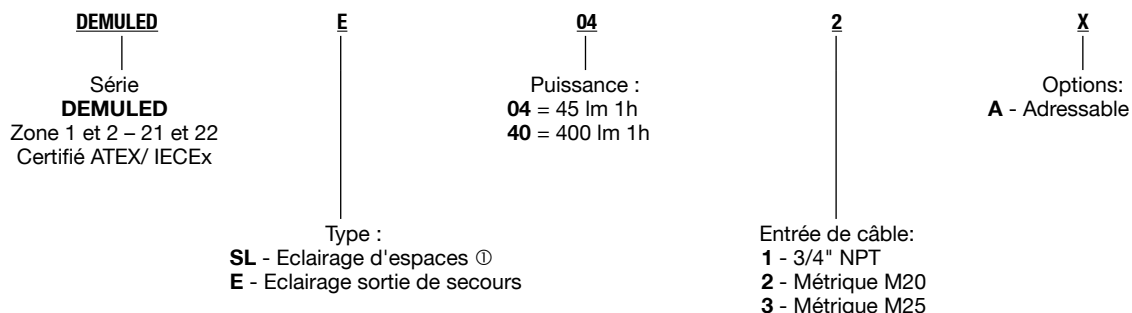 DEMULED E 04 2 X
Série
DEMULED
Zone 1 et 2 – 21 et 22
Certifié ATEX/ IECEx
Puissance :
04 = 45 lm 1h
40 = 400 lm 1h
Options:
A - Adressable
Type :
SL - Eclairage d'espaces ①
E - Eclairage sortie de secours
Entrée de câble:
1 - 3/4" NPT
2 - Métrique M20
3 - Métrique M25